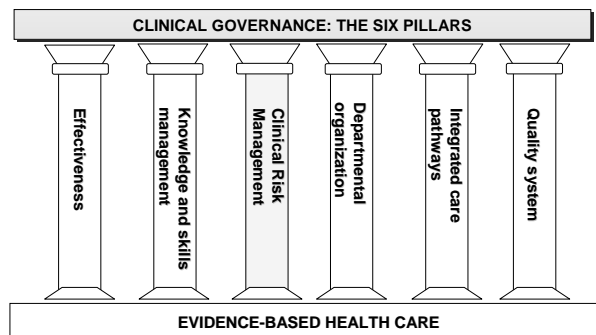 CLINICAL GOVERNANCE: THE SIX PILLARS
Effectiveness
Knowledge and skills
management
Clinical Risk
Management
Departmental
organization
Integrated care
pathways
Quality system
EVIDENCE-BASED HEALTH CARE